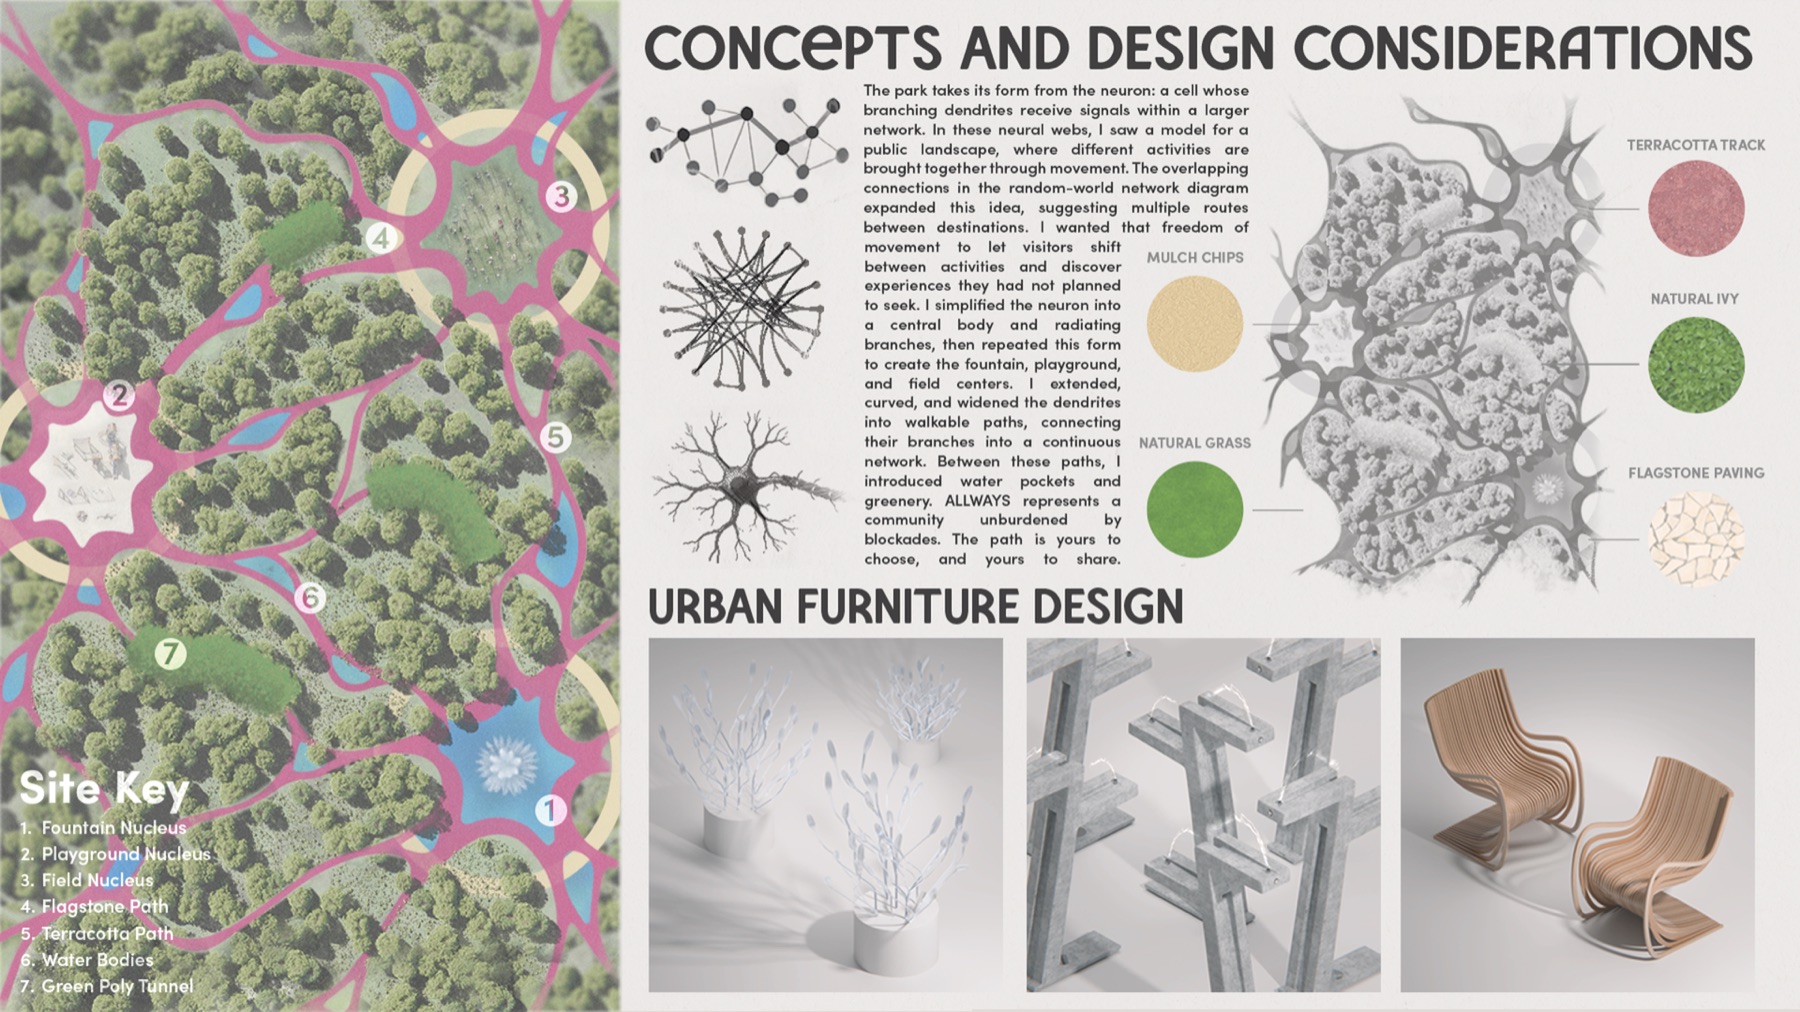 CONCEPTS AND DESIGN CONSIDERATIONS
The park takes its form from the neuron: a cell whose
branching dendrites receive signals within a larger
network. In these neural webs, I saw a model for a
public landscape, where different activities are
brought together through movement. The overlapping
connections in the random-world network diagram
expanded this idea, suggesting multiple routes
between destinations. I wanted that freedom of
movement to let visitors shift
between activities and discover
experiences they had not planned
to seek. I simplified the neuron into
a central body and radiating
branches, then repeated this form
to create the fountain, playground,
and field centers. I extended,
curved, and widened the dendrites
into walkable paths, connecting
their branches into a continuous
network. Between these paths, I
introduced water pockets and
greenery. ALLWAYS represents a
community unburdened by
blockades. The path is yours to
choose, and yours to share.
MULCH CHIPS
NATURAL GRASS
TERRACOTTA TRACK
NATURAL IVY
FLAGSTONE PAVING
URBAN FURNITURE DESIGN
3
4
2
5
6
7
1
Site Key
1. Fountain Nucleus
2. Playground Nucleus
3. Field Nucleus
4. Flagstone Path
5. Terracotta Path
6. Water Bodies
7. Green Poly Tunnel